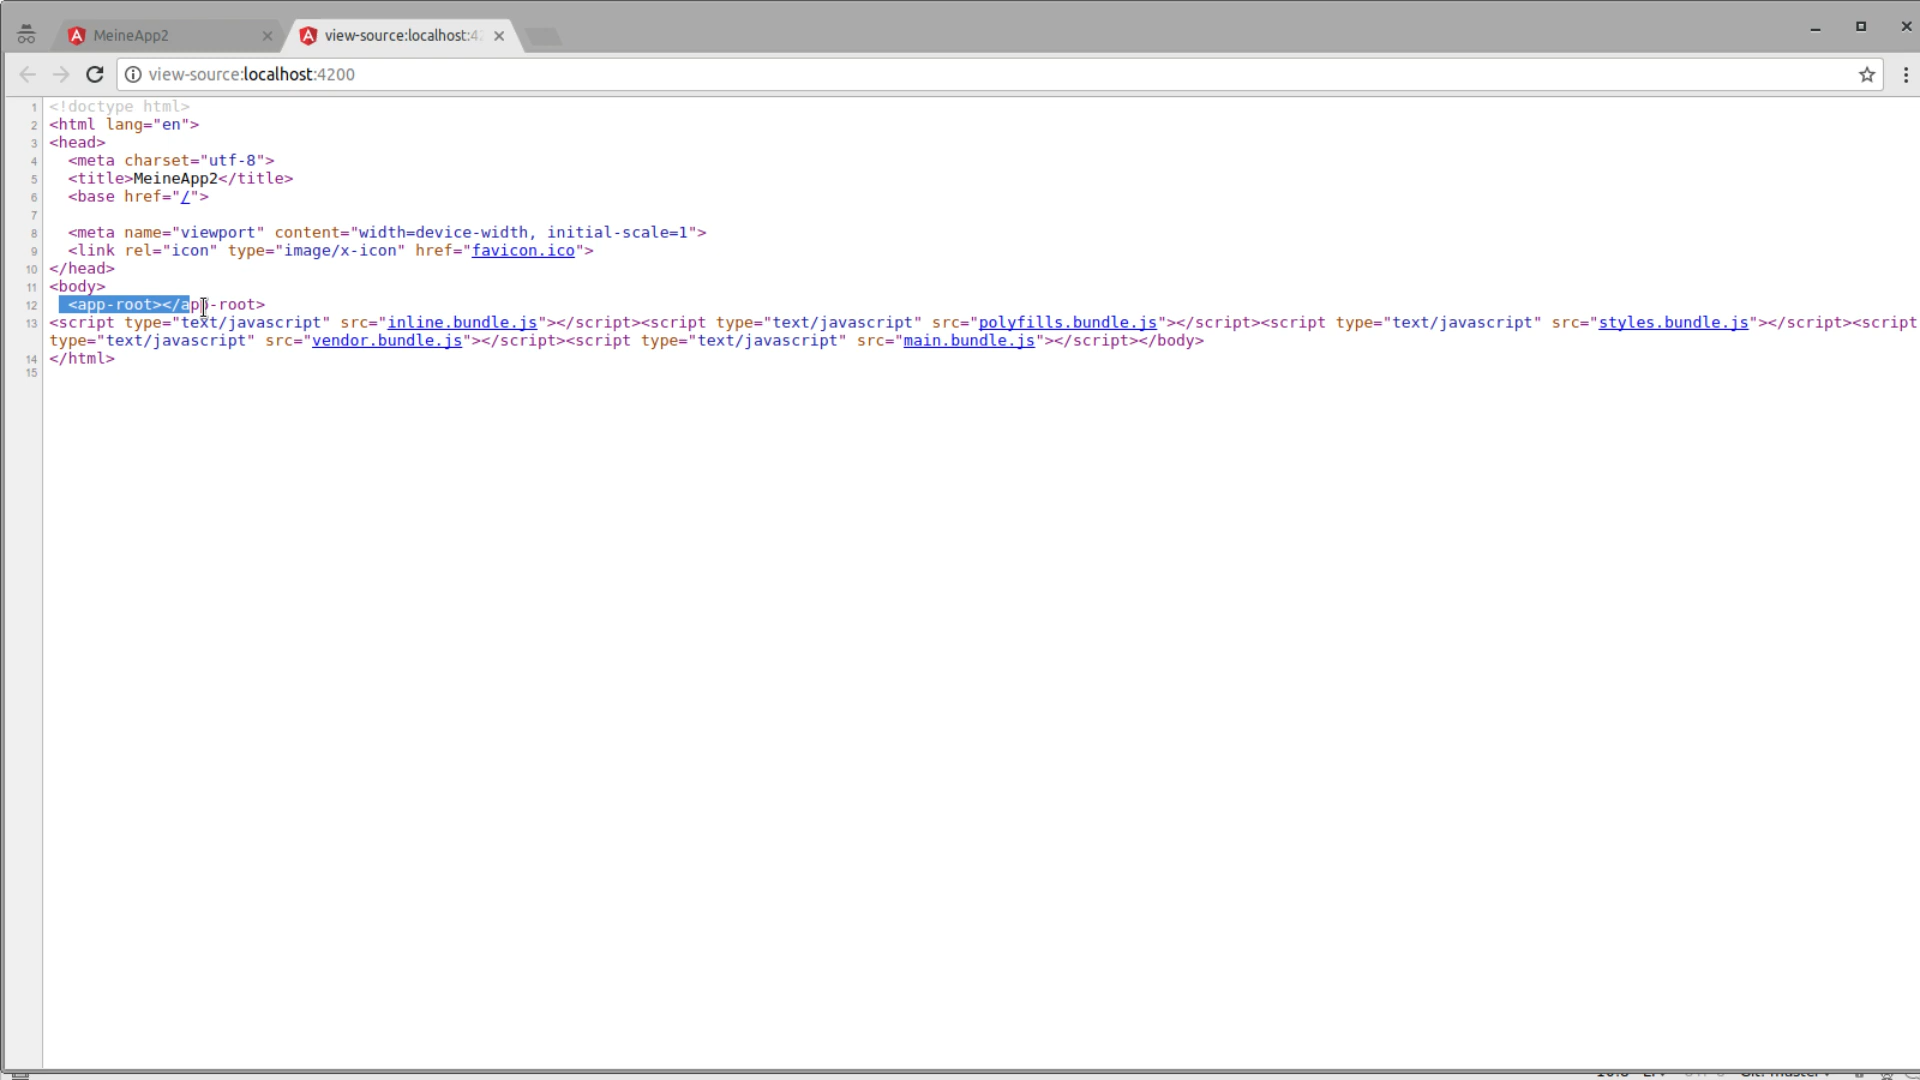 MeineApp2
view-source:localhost:42
view-source:localhost:4200
1 <!doctype html>
2 <html lang="en">
3 <head>
4   <meta charset="utf-8">
5   <title>MeineApp2</title>
6   <base href="/">
7
8   <meta name="viewport" content="width=device-width, initial-scale=1">
9   <link rel="icon" type="image/x-icon" href="favicon.ico">
10 </head>
11 <body>
12   <app-root></app-root>
13 <script type="text/javascript" src="inline.bundle.js"></script><script type="text/javascript" src="polyfills.bundle.js"></script><script type="text/javascript" src="styles.bundle.js"></script><script
type="text/javascript" src="vendor.bundle.js"></script><script type="text/javascript" src="main.bundle.js"></script></body>
14 </html>
15